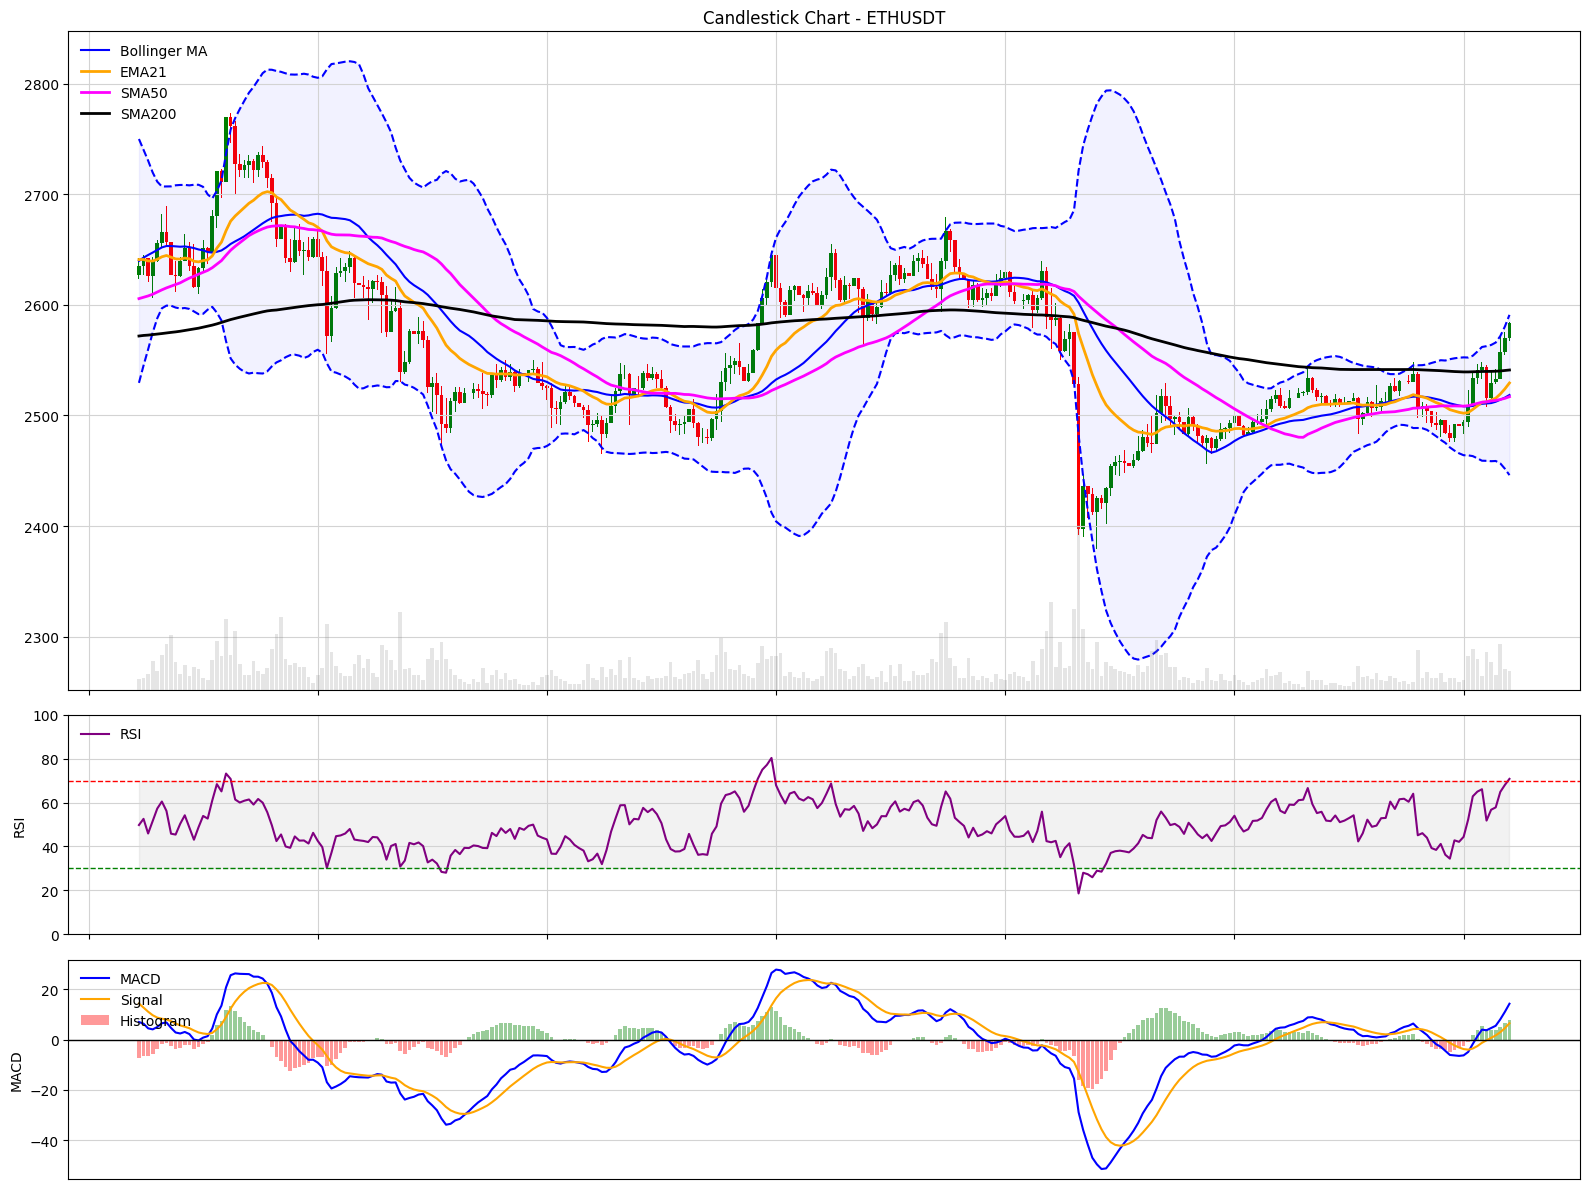 Candlestick Chart - ETHUSDT
Bollinger MA
EMA21
SMA50
SMA200
2800
2700
2600
2500
2400
2300
RSI
100
80
60
40
20
0
RSI
MACD
Signal
Histogram
20
0
−20
−40
MACD